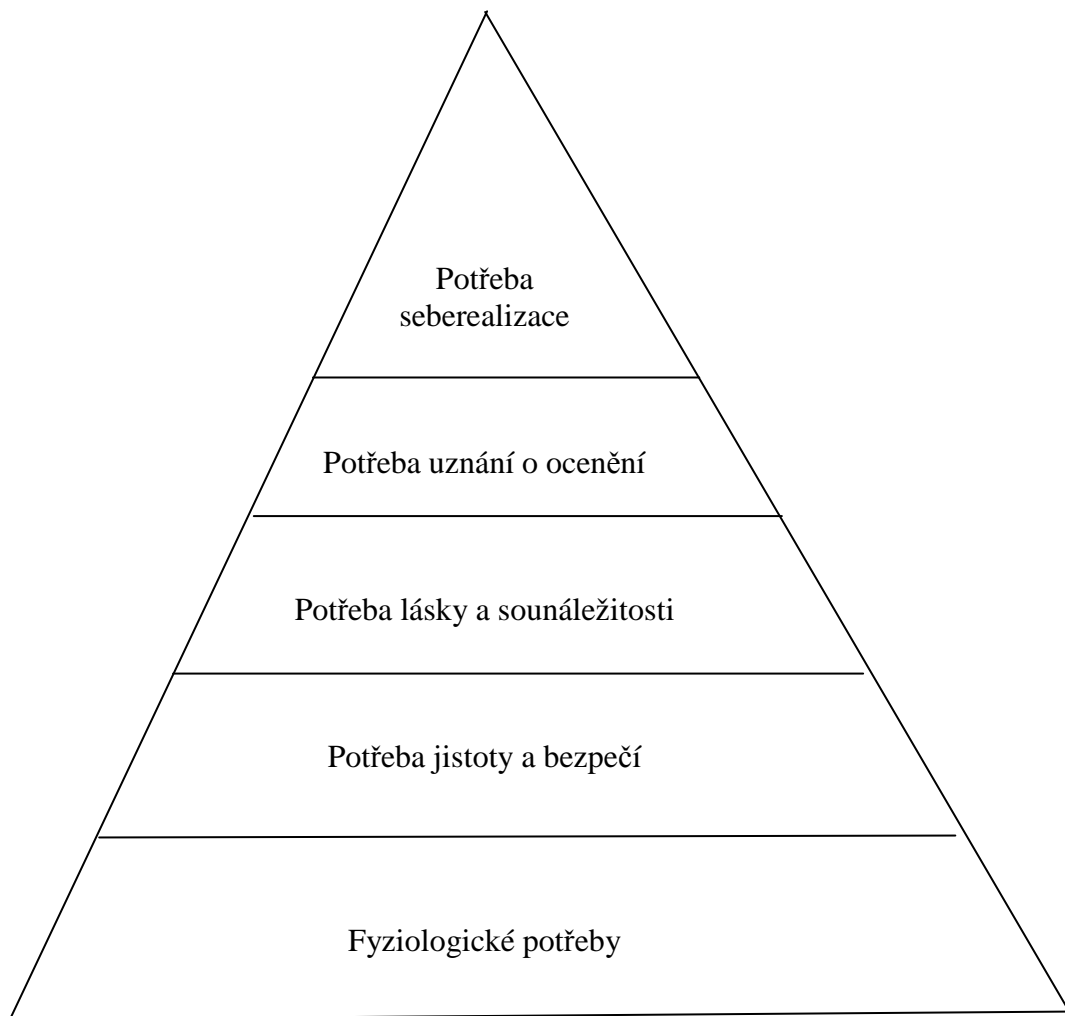 Potřeba
seberealizace
Potřeba uznání o ocenění
Potřeba lásky a sounáležitosti
Potřeba jistoty a bezpečí
Fyziologické potřeby